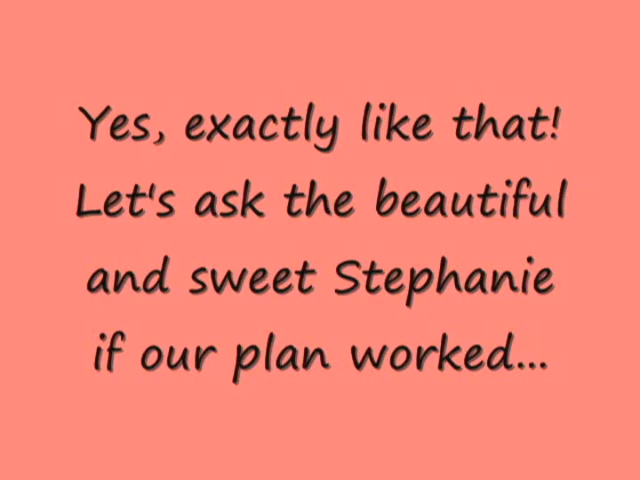 Yes, exactly like that!
Let's ask the beautiful
and sweet Stephanie
if our plan worked...